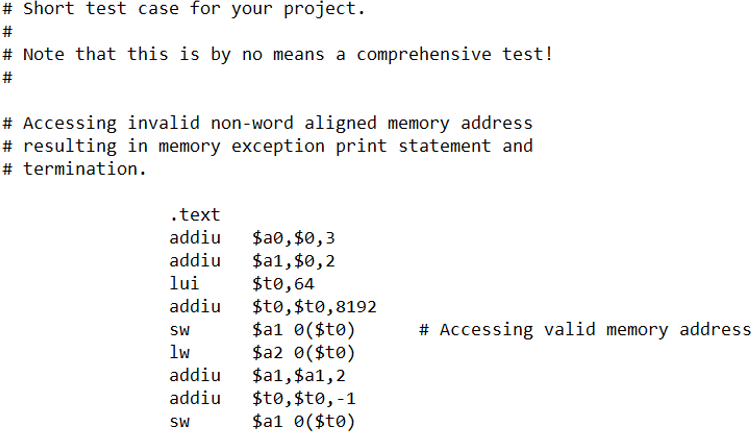 # Short test case for your project.
#
# Note that this is by no means a comprehensive test!
#
# Accessing invalid non-word aligned memory address
# resulting in memory exception print statement and
# termination.
.text
addiu $a0,$0,3
addiu $a1,$0,2
lui $t0,64
addiu $t0,$t0,8192
sw $a1 0($t0) # Accessing valid memory address
lw $a2 0($t0)
addiu $a1,$a1,2
addiu $t0,$t0,-1
sw $a1 0($t0)